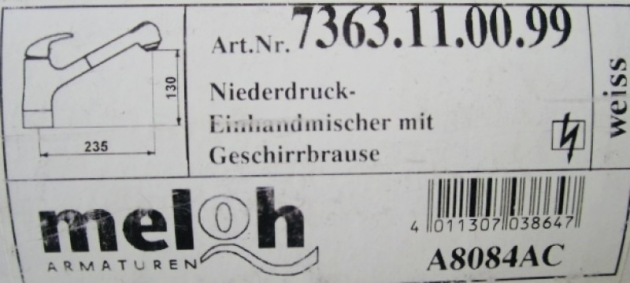 Art.Nr. 7363.11.00.99
130
235
Niederdruck-
Einhandmischer mit
Geschirrbrause
weiss
meloh
ARMATUREN
4 011307 038647
A8084AC